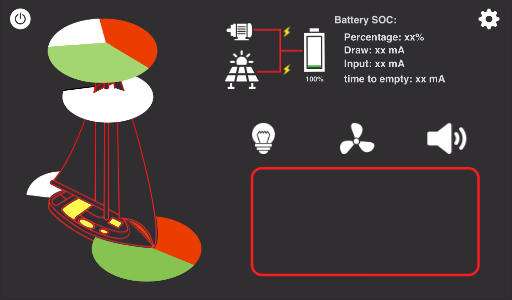 Battery SOC:
Percentage: xx%
Draw: xx mA
Input: xx mA
time to empty: xx mA
100%